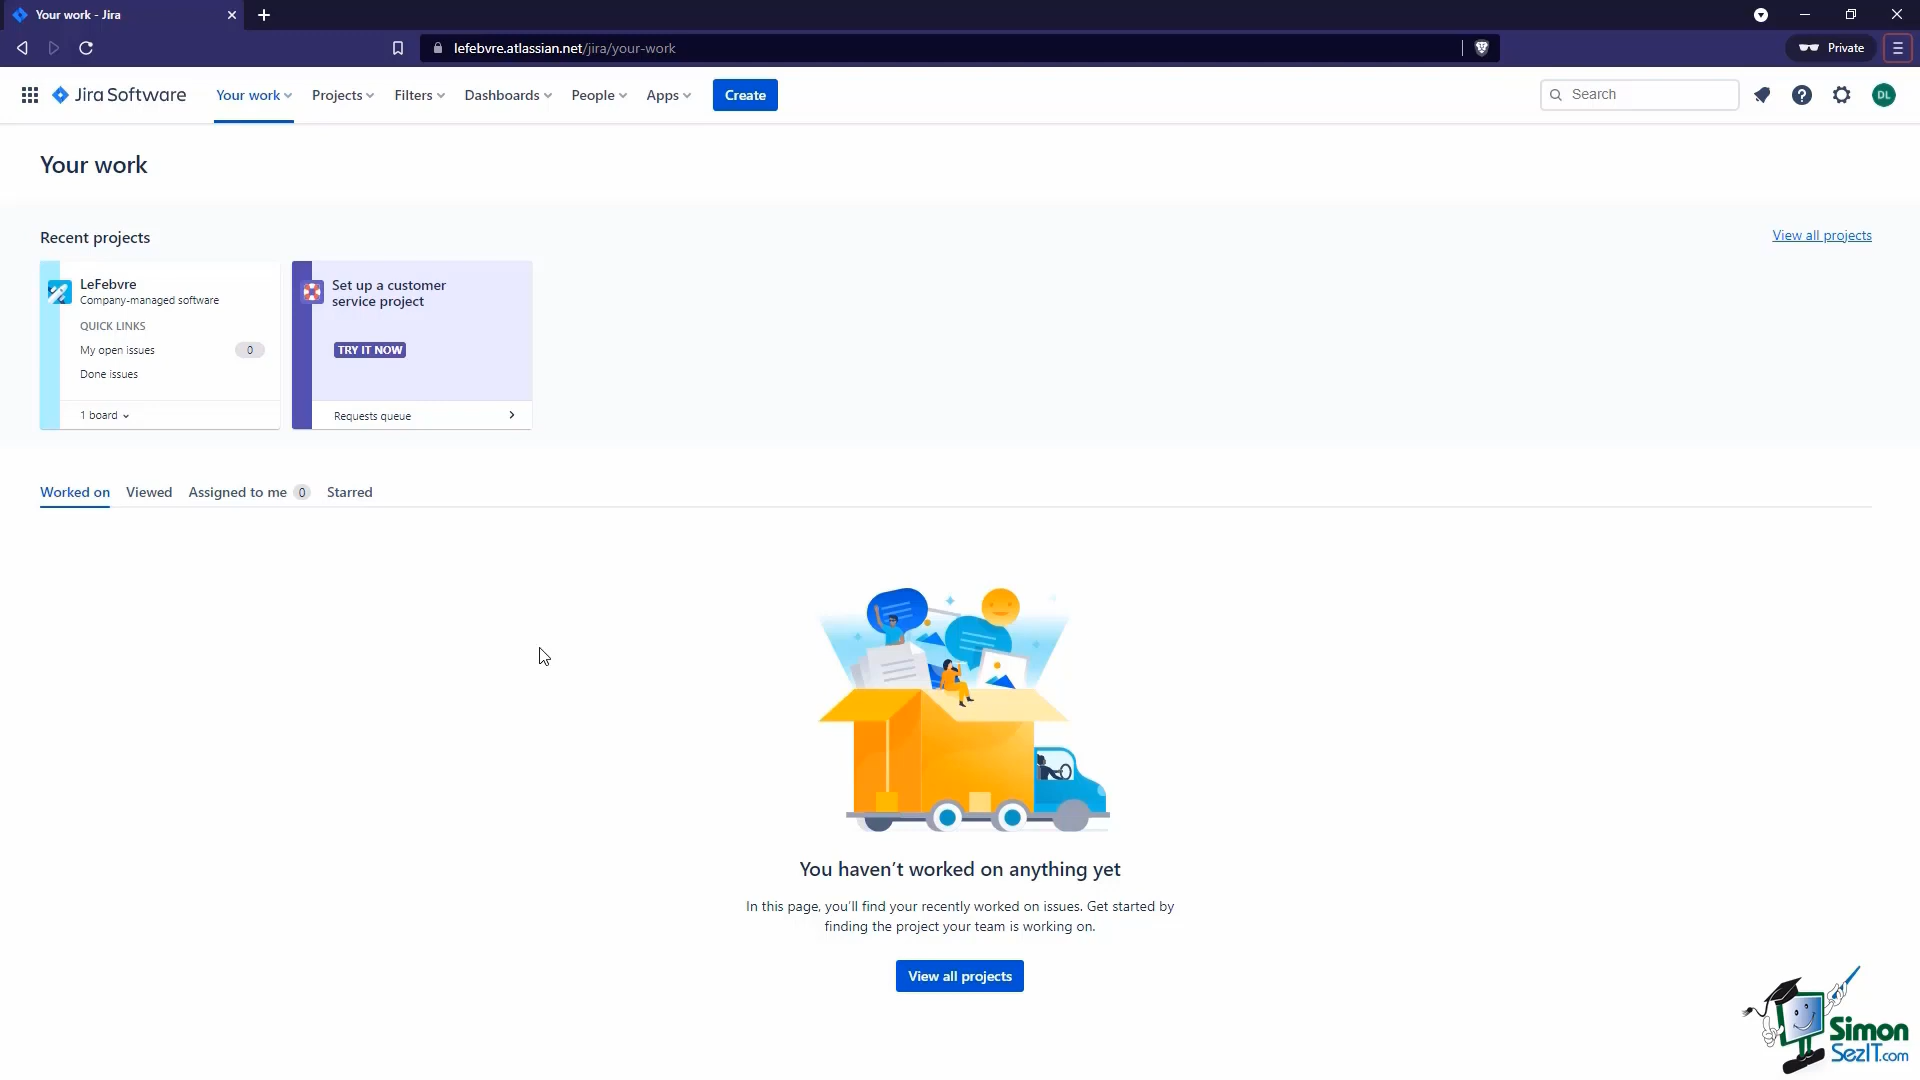 Your work - Jira
lefebvre.atlassian.net/jira/your-work
Private
Jira Software
Your work
Projects
Filters
Dashboards
People
Apps
Create
Search
DL
Your work
Recent projects
View all projects
LeFebvre
Company-managed software
QUICK LINKS
My open issues
0
Done issues
1 board
Set up a customer
service project
TRY IT NOW
Requests queue
Worked on
Viewed
Assigned to me 0
Starred
You haven’t worked on anything yet
In this page, you’ll find your recently worked on issues. Get started by
finding the project your team is working on.
View all projects
Simon
SezIT.com